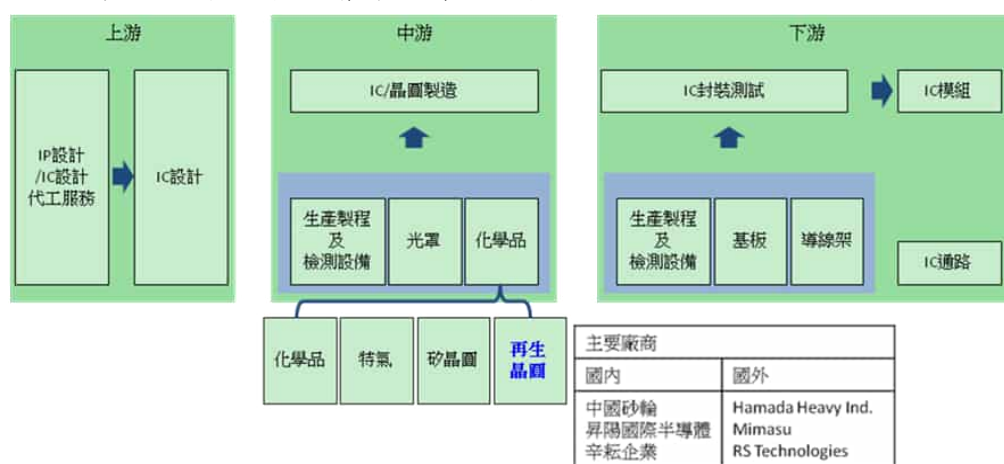 上游
IP設計
/IC設計
代工服務
IC設計
中游
IC/晶圓製造
生產製程
及
檢測設備
光罩
化學品
化學品
特氣
矽晶圓
再生
晶圓
下游
IC封裝測試
IC模組
生產製程
及
檢測設備
基板
導線架
IC通路
主要廠商
國內
國外
中國砂輪
Hamada Heavy Ind.
昇陽國際半導體
Mimasu
辛耘企業
RS Technologies